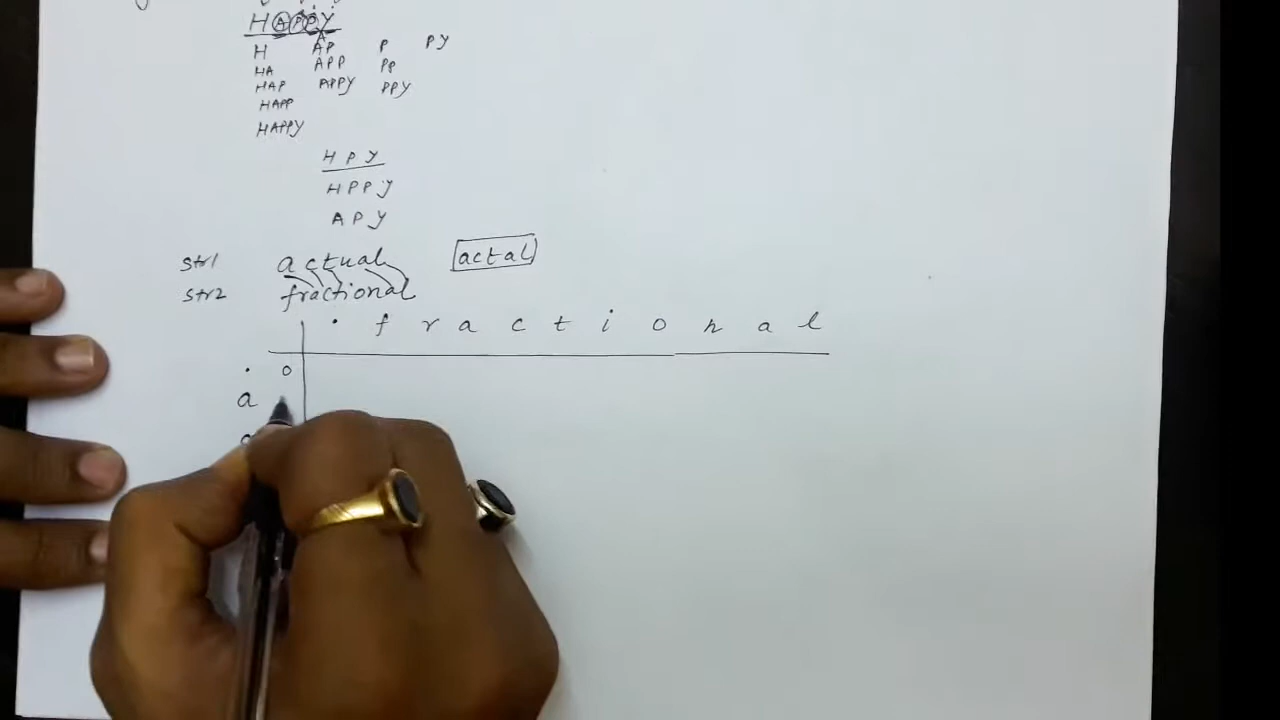 HAPPY
A
H AP P PY
HA APP PP
HAP APPY PPY
HAPP
HAPPY
HPY
HPPY
APY
str1 actual actal
str2 fractional
. f r a c t i o n a l
. 0
a